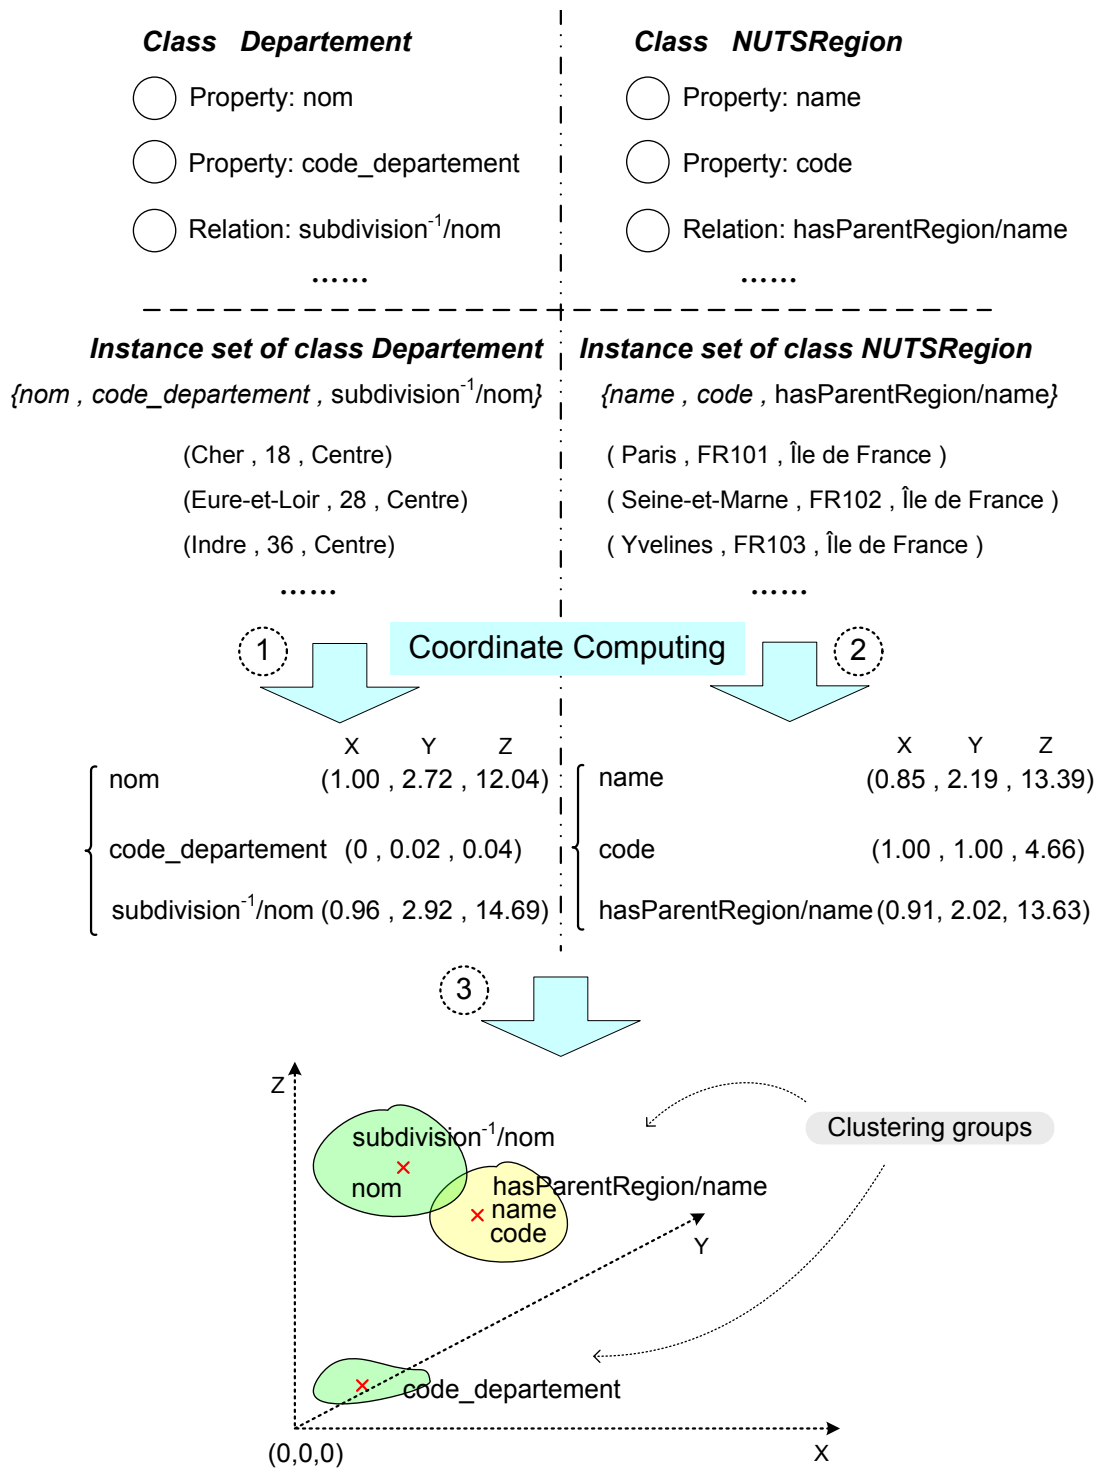 Class Departement
Property: nom
Property: code_departement
Relation: subdivision⁻¹/nom
......
Class NUTSRegion
Property: name
Property: code
Relation: hasParentRegion/name
......
Instance set of class Departement
{nom , code_departement , subdivision⁻¹/nom}
(Cher , 18 , Centre)
(Eure-et-Loir , 28 , Centre)
(Indre , 36 , Centre)
......
Instance set of class NUTSRegion
{name , code , hasParentRegion/name}
( Paris , FR101 , Île de France )
( Seine-et-Marne , FR102 , Île de France )
( Yvelines , FR103 , Île de France )
......
1
Coordinate Computing
2
X Y Z
nom (1.00 , 2.72 , 12.04)
code_departement (0 , 0.02 , 0.04)
subdivision⁻¹/nom (0.96 , 2.92 , 14.69)
X Y Z
name (0.85 , 2.19 , 13.39)
code (1.00 , 1.00 , 4.66)
hasParentRegion/name (0.91, 2.02, 13.63)
3
Z
subdivision⁻¹/nom
nom
hasParentRegion/name
name
code
Clustering groups
Y
code_departement
(0,0,0)
X